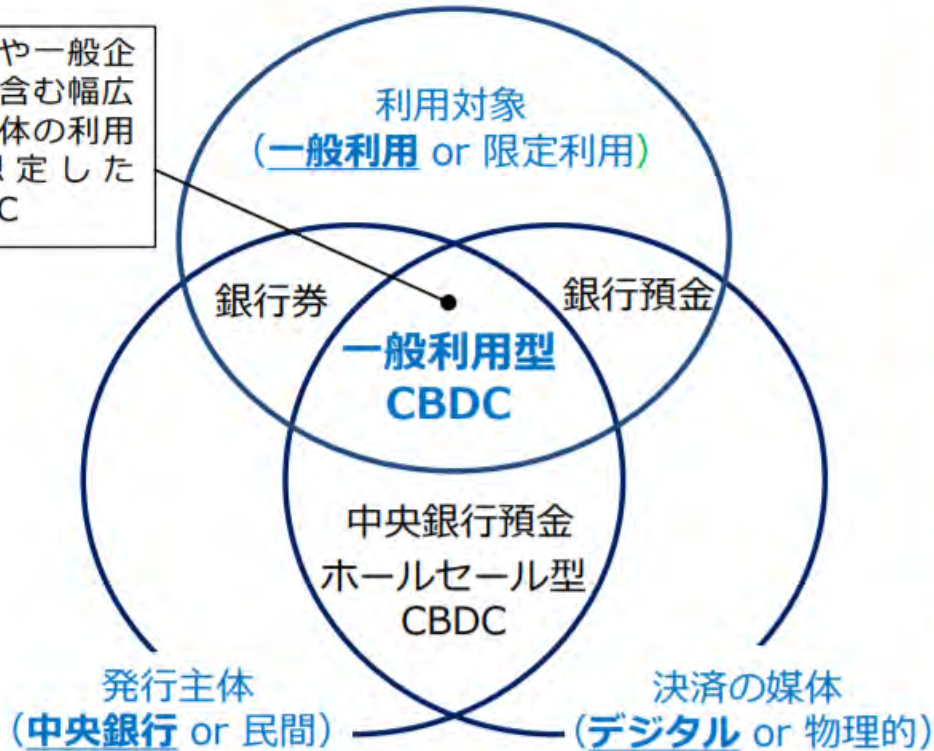 や一般企
含む幅広
体の利用
定した
C
利用対象
(一般利用 or 限定利用)
銀行券
銀行預金
一般利用型
CBDC
中央銀行預金
ホールセール型
CBDC
発行主体
(中央銀行 or 民間)
決済の媒体
(デジタル or 物理的)